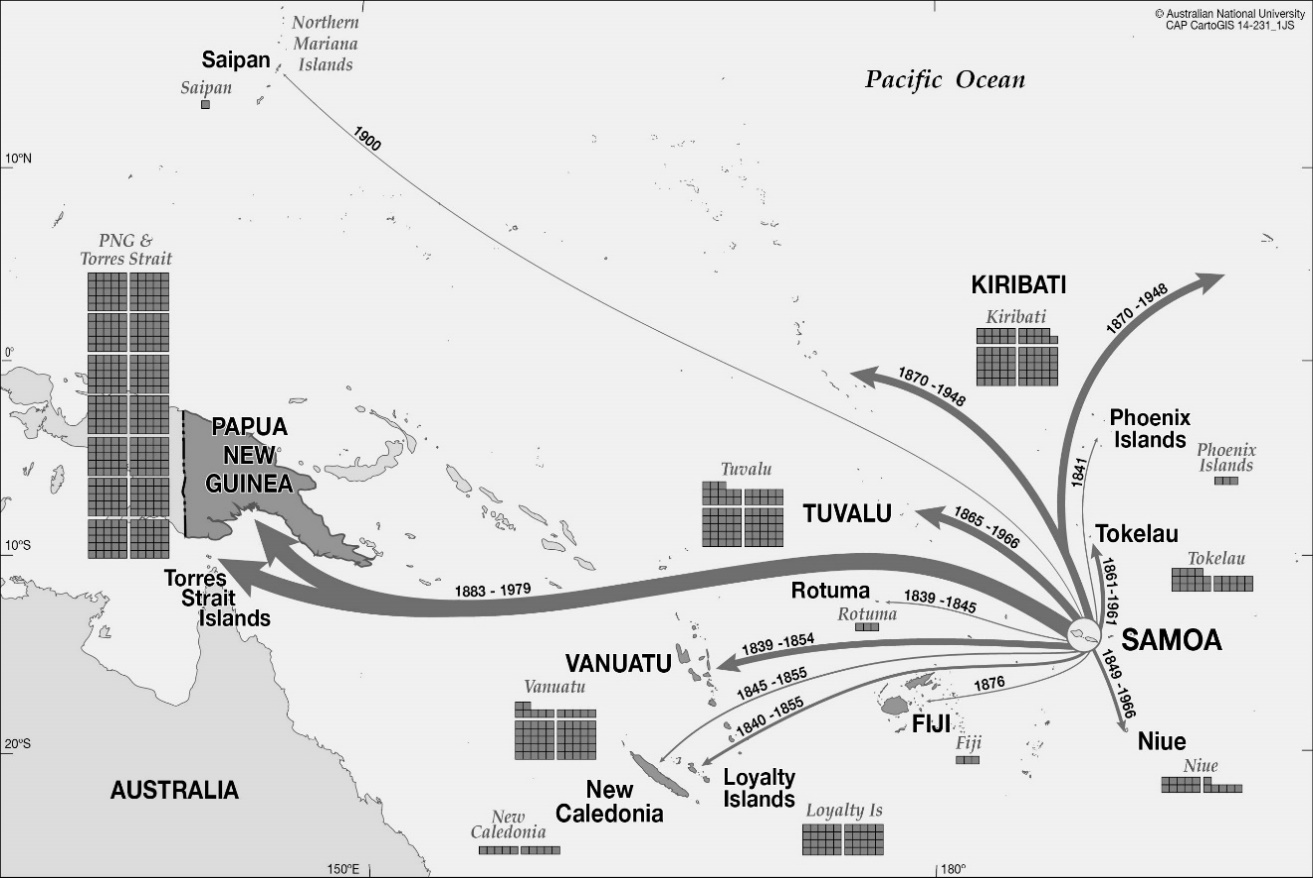 © Australian National University
CAP CartoGIS 14-231_1JS
Northern
Mariana
Islands
Saipan
Saipan
Pacific Ocean
1900
10°N
PNG &
Torres Strait
KIRIBATI
Kiribati
1870 -1948
1870 -1948
0°
Phoenix
Islands
Phoenix
Islands
1841
PAPUA
NEW
GUINEA
Tuvalu
TUVALU
1865 -1966
Tokelau
Tokelau
1861-1961
10°S
Torres
Strait
Islands
1883 - 1979
Rotuma
Rotuma
1839 -1845
SAMOA
VANUATU
Vanuatu
1839 -1854
1845 -1855
1840 -1855
1876
1849 -1966
FIJI
Fiji
Niue
Niue
20°S
AUSTRALIA
New
Caledonia
New
Caledonia
Loyalty
Islands
Loyalty Is
150°E
180°